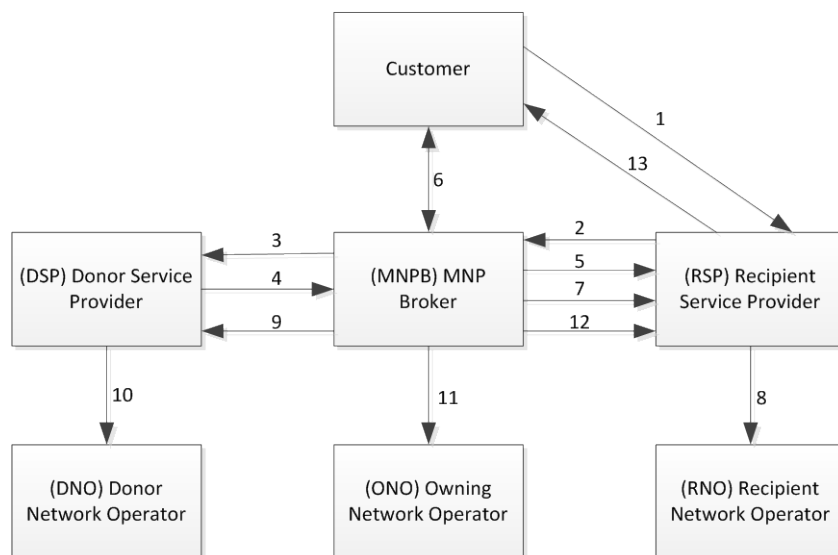 Customer
1
13
6
(DSP) Donor Service
Provider
3
4
9
(MNPB) MNP
Broker
2
5
7
12
(RSP) Recipient
Service Provider
10
11
8
(DNO) Donor
Network Operator
(ONO) Owning
Network Operator
(RNO) Recipient
Network Operator